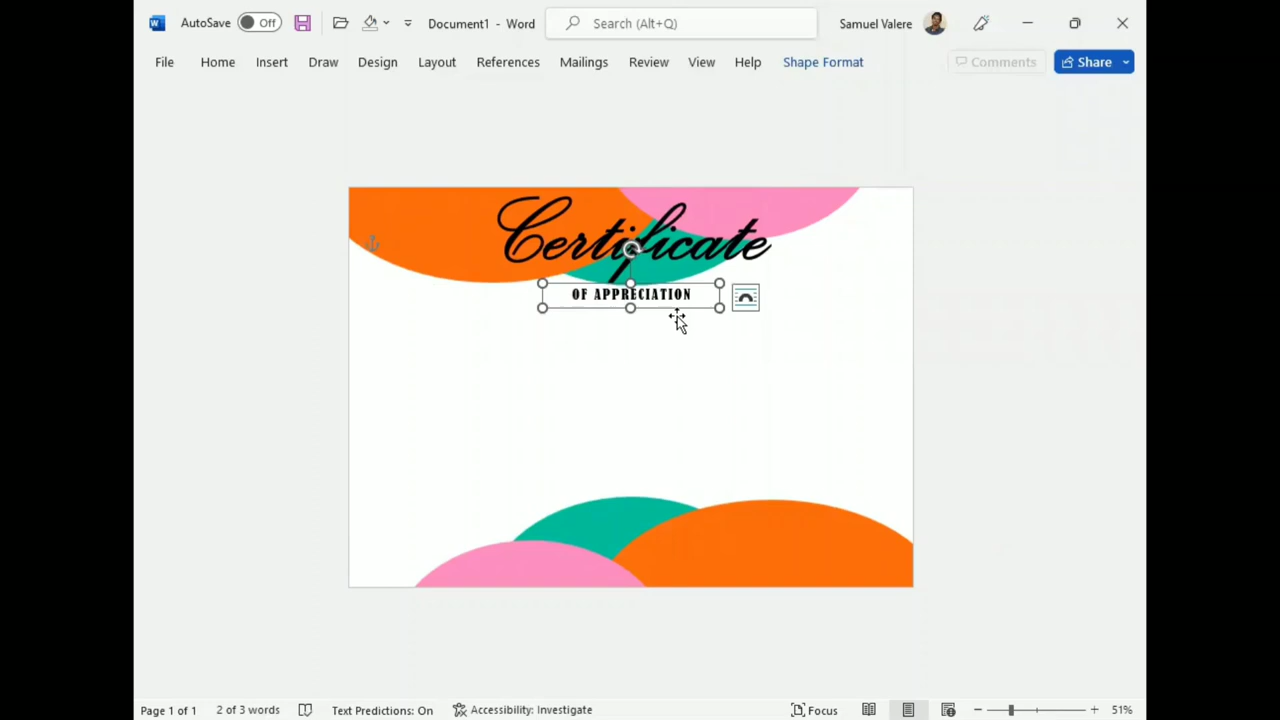 AutoSave Off Document1 - Word Search (Alt+Q) Samuel Valere
File Home Insert Draw Design Layout References Mailings Review View Help Shape Format Comments Share
Certificate
OF APPRECIATION
Page 1 of 1 2 of 3 words Text Predictions: On Accessibility: Investigate Focus 51%